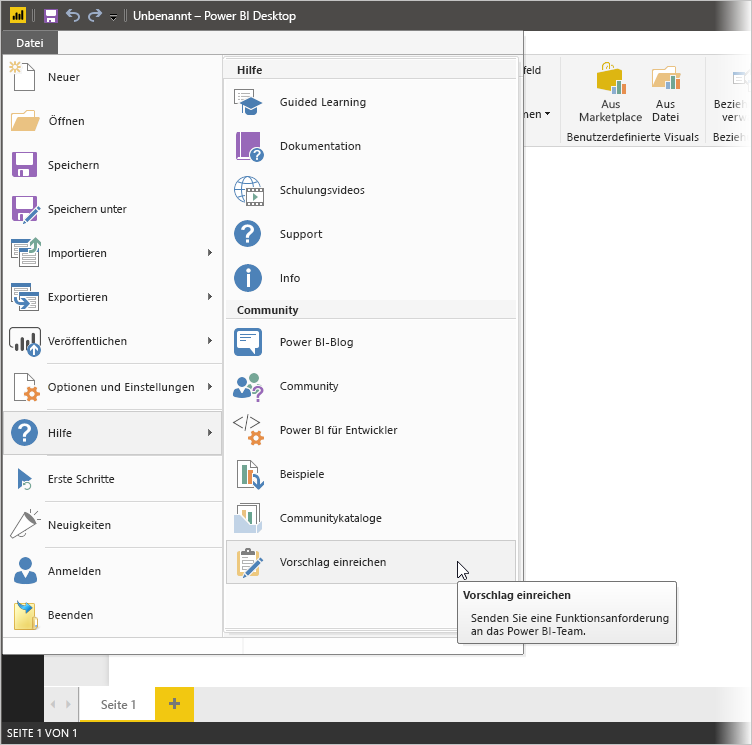 Unbenannt – Power BI Desktop
Datei
Neuer
Öffnen
Speichern
Speichern unter
Importieren
Exportieren
Veröffentlichen
Optionen und Einstellungen
Hilfe
Erste Schritte
Neuigkeiten
Anmelden
Beenden
Hilfe
Guided Learning
Dokumentation
Schulungsvideos
Support
Info
Community
Power BI-Blog
Community
Power BI für Entwickler
Beispiele
Communitykataloge
Vorschlag einreichen
Vorschlag einreichen
Senden Sie eine Funktionsanforderung
an das Power BI-Team.
feld
nen
Aus
Marketplace
Aus
Datei
Benutzerdefinierte Visuals
Bezieh
verw
Bezieh
Seite 1
SEITE 1 VON 1